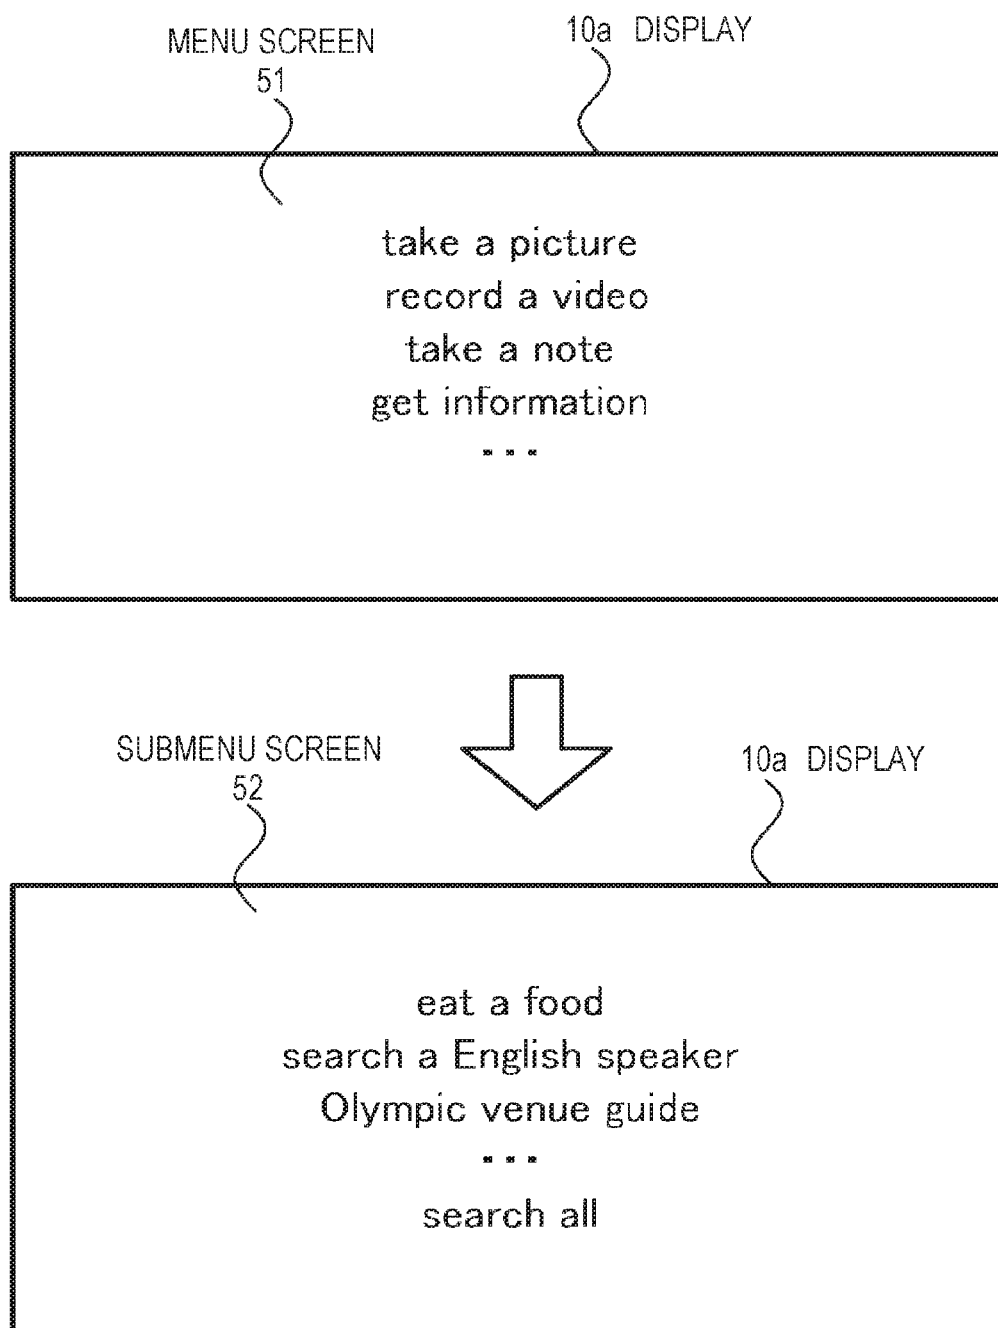 MENU SCREEN
51
10a DISPLAY
take a picture
record a video
take a note
get information
...
SUBMENU SCREEN
52
10a DISPLAY
eat a food
search a English speaker
Olympic venue guide
...
search all